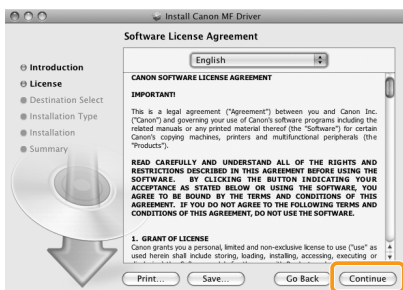 Install Canon MF Driver
Software License Agreement
English
Introduction
License
Destination Select
Installation Type
Installation
Summary
CANON SOFTWARE LICENSE AGREEMENT
IMPORTANT!
This is a legal agreement ("Agreement") between you and Canon Inc.
("Canon") and governing your use of Canon's software programs including the
related manuals or any printed material thereof (the "Software") for certain
Canon's copying machines, printers and multifunctional peripherals (the
"Products").
READ CAREFULLY AND UNDERSTAND ALL OF THE RIGHTS AND
RESTRICTIONS DESCRIBED IN THIS AGREEMENT BEFORE USING THE
SOFTWARE. BY CLICKING THE BUTTON INDICATING YOUR
ACCEPTANCE AS STATED BELOW OR USING THE SOFTWARE, YOU
AGREE TO BE BOUND BY THE TERMS AND CONDITIONS OF THIS
AGREEMENT. IF YOU DO NOT AGREE TO THE FOLLOWING TERMS AND
CONDITIONS OF THIS AGREEMENT, DO NOT USE THE SOFTWARE.
1. GRANT OF LICENSE
Canon grants you a personal, limited and non-exclusive license to use ("use" as
used herein shall include storing, loading, installing, accessing, executing or
Print... Save... Go Back Continue